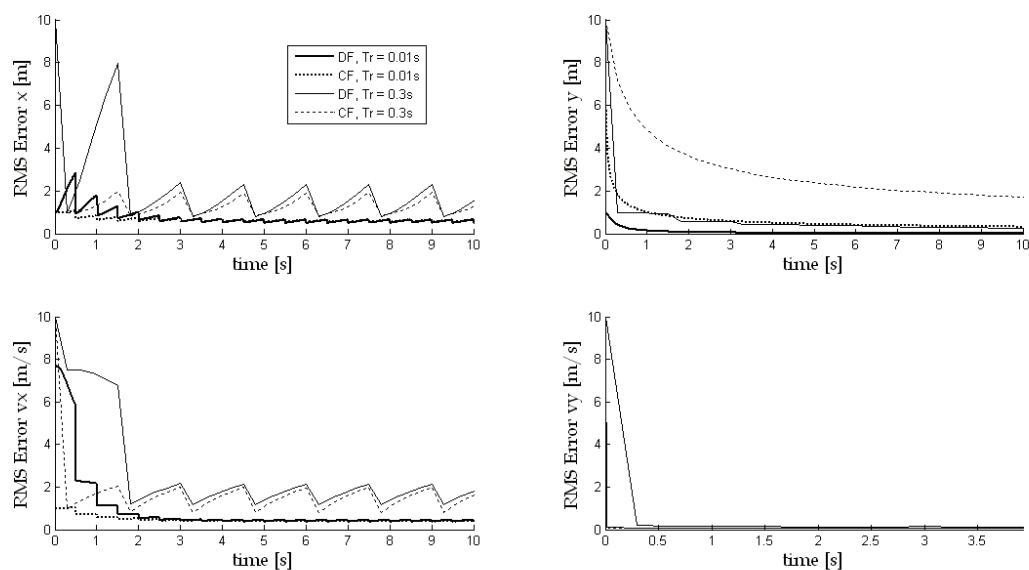 RMS Error x [m]
10
8
6
4
2
0
0 1 2 3 4 5 6 7 8 9 10
time [s]
DF, Tr = 0.01s
CF, Tr = 0.01s
DF, Tr = 0.3s
CF, Tr = 0.3s
RMS Error y [m]
10
8
6
4
2
0
0 1 2 3 4 5 6 7 8 9 10
time [s]
RMS Error vx [m/s]
10
8
6
4
2
0
0 1 2 3 4 5 6 7 8 9 10
time [s]
RMS Error vy [m/s]
10
8
6
4
2
0
0 0.5 1 1.5 2 2.5 3 3.5
time [s]